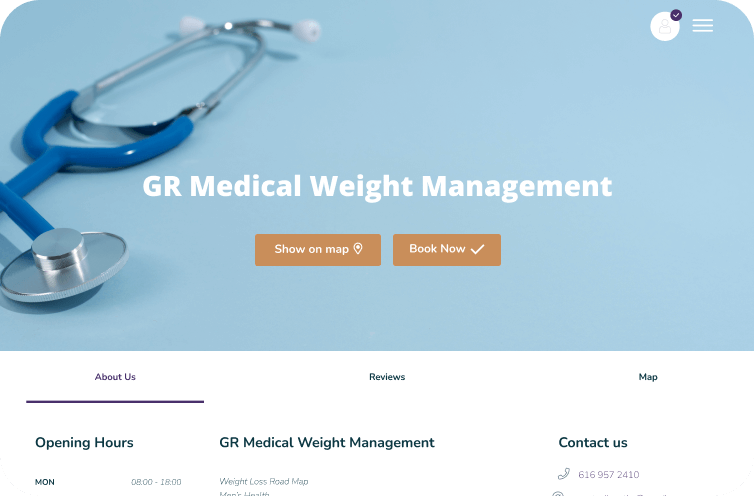 GR Medical Weight Management
Show on map
Book Now
About Us
Reviews
Map
Opening Hours
GR Medical Weight Management
Contact us
MON
08:00 - 18:00
Weight Loss Road Map
616 957 2410
Men's Health